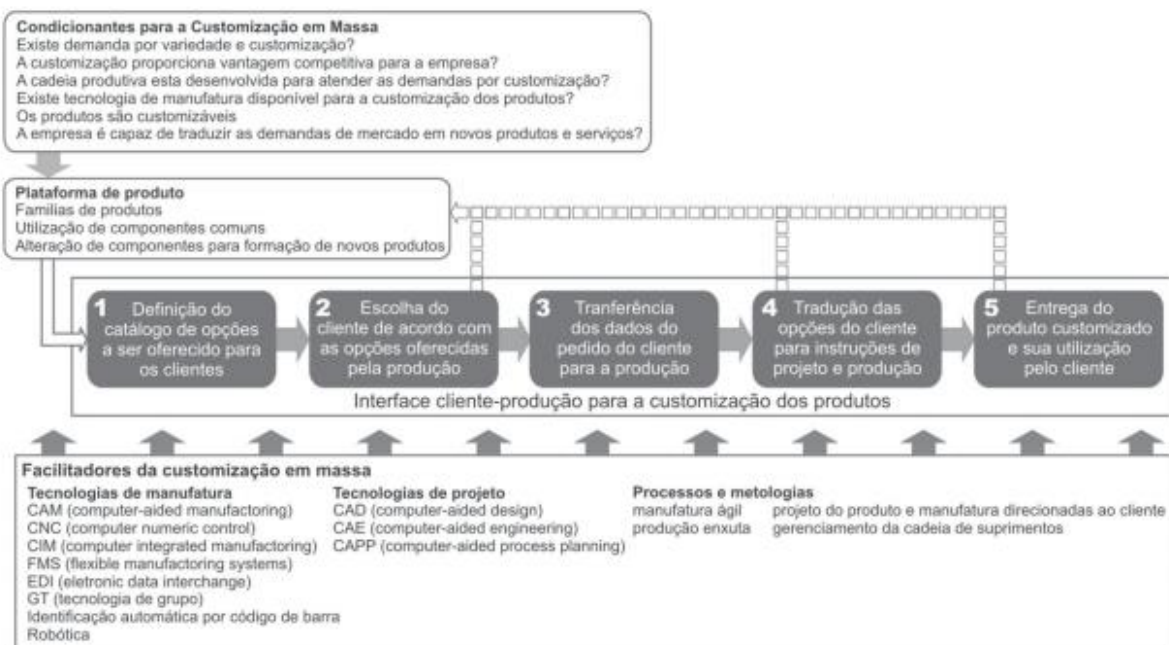 Condicionantes para a Customização em Massa
Existe demanda por variedade e customização?
A customização proporciona vantagem competitiva para a empresa?
A cadeia produtiva esta desenvolvida para atender as demandas por customização?
Existe tecnologia de manufatura disponível para a customização dos produtos?
Os produtos são customizáveis
A empresa é capaz de traduzir as demandas de mercado em novos produtos e serviços?
Plataforma de produto
Famílias de produtos
Utilização de componentes comuns
Alteração de componentes para formação de novos produtos
1 Definição do
catálogo de opções
a ser oferecido para
os clientes
2 Escolha do
cliente de acordo com
as opções oferecidas
pela produção
3 Tranferência
dos dados do
pedido do cliente
para a produção
4 Tradução das
opções do cliente
para instruções de
projeto e produção
5 Entrega do
produto customizado
e sua utilização
pelo cliente
Interface cliente-produção para a customização dos produtos
Facilitadores da customização em massa
Tecnologias de manufatura
CAM (computer-aided manufactoring)
CNC (computer numeric control)
CIM (computer integrated manufactoring)
FMS (flexible manufactoring systems)
EDI (eletronic data interchange)
GT (tecnologia de grupo)
Identificação automática por código de barra
Robótica
Tecnologias de projeto
CAD (computer-aided design)
CAE (computer-aided engineering)
CAPP (computer-aided process planning)
Processos e metologias
manufatura ágil
produção enxuta
projeto do produto e manufatura direcionadas ao cliente
gerenciamento da cadeia de suprimentos